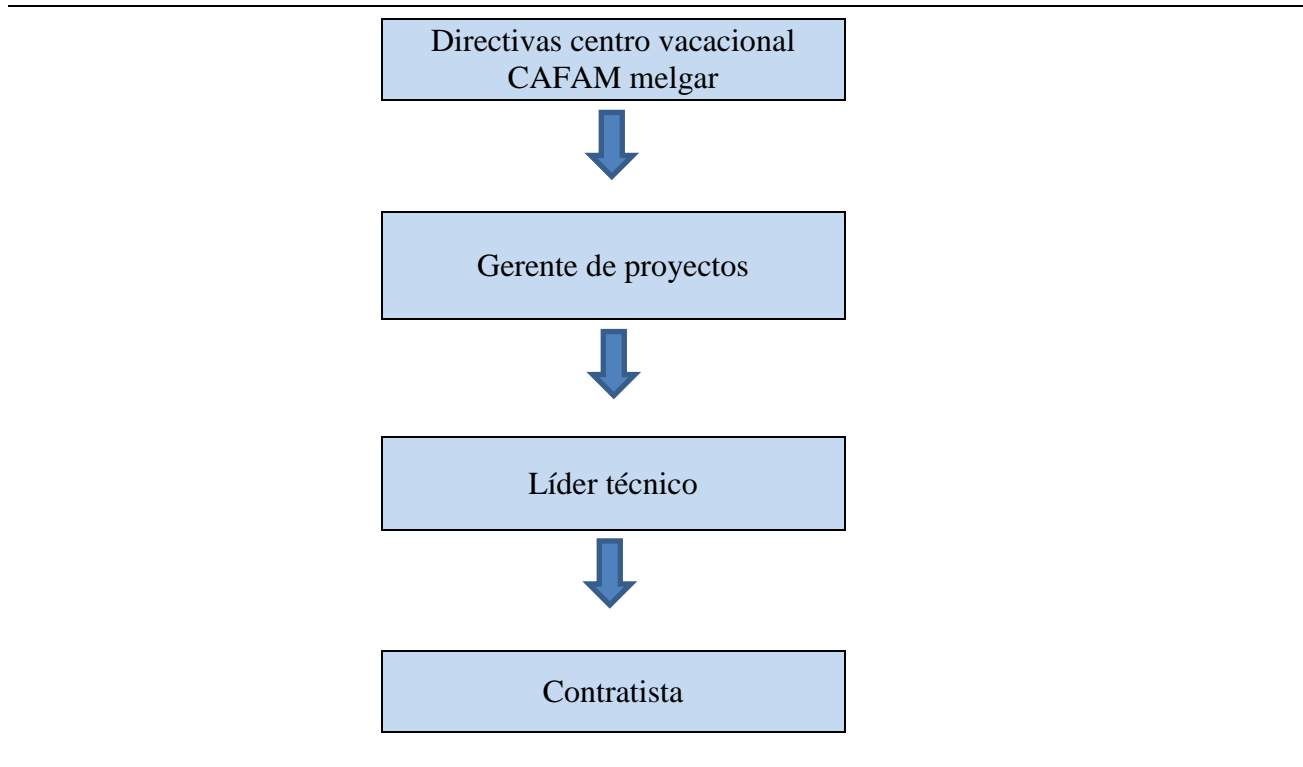 Directivas centro vacacional
CAFAM melgar
Gerente de proyectos
Líder técnico
Contratista